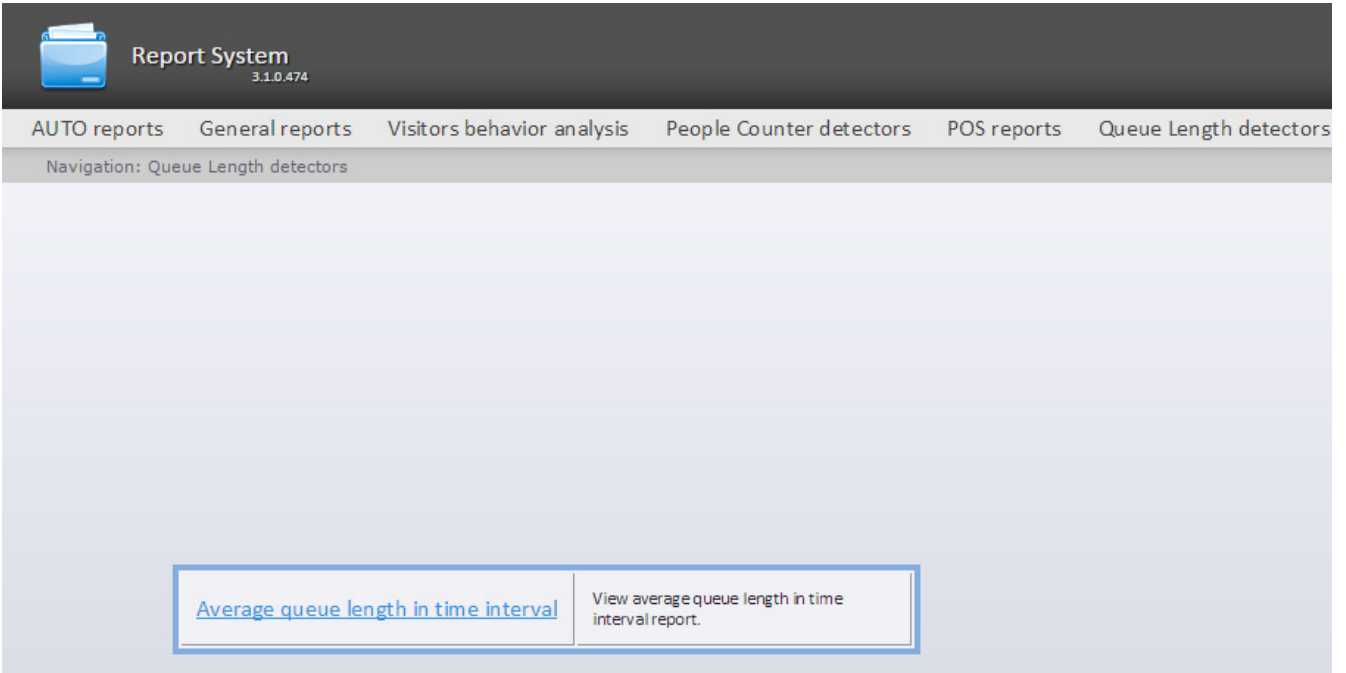 Report System
3.1.0.474
AUTO reports General reports Visitors behavior analysis People Counter detectors POS reports Queue Length detectors
Navigation: Queue Length detectors
Average queue length in time interval
View average queue length in time
interval report.